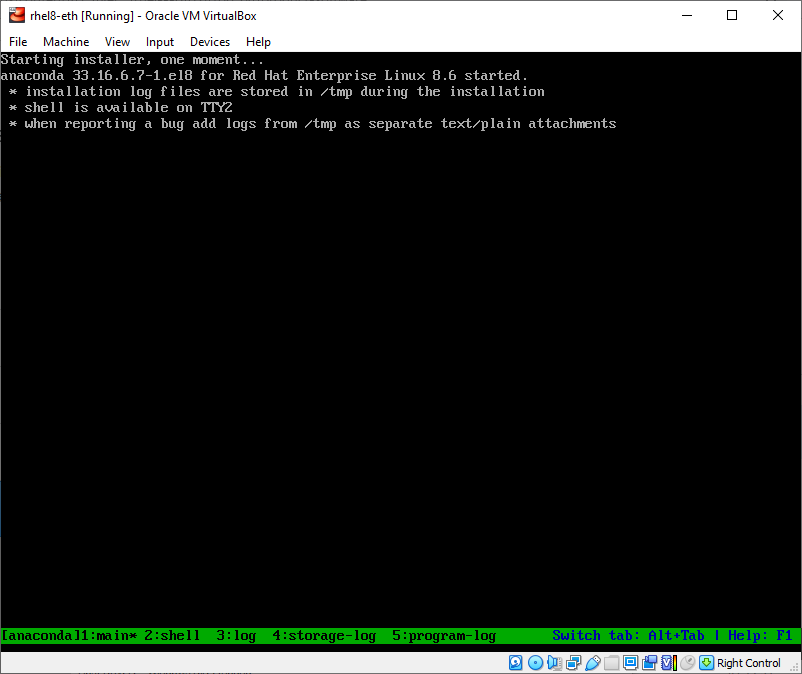 rhel8-eth [Running] - Oracle VM VirtualBox
File Machine View Input Devices Help
Starting installer, one moment...
anaconda 33.16.6.7-1.el8 for Red Hat Enterprise Linux 8.6 started.
* installation log files are stored in /tmp during the installation
* shell is available on TTY2
* when reporting a bug add logs from /tmp as separate text/plain attachments
[anaconda]1:main* 2:shell 3:log 4:storage-log 5:program-log Switch tab: Alt+Tab | Help: F1
Right Control